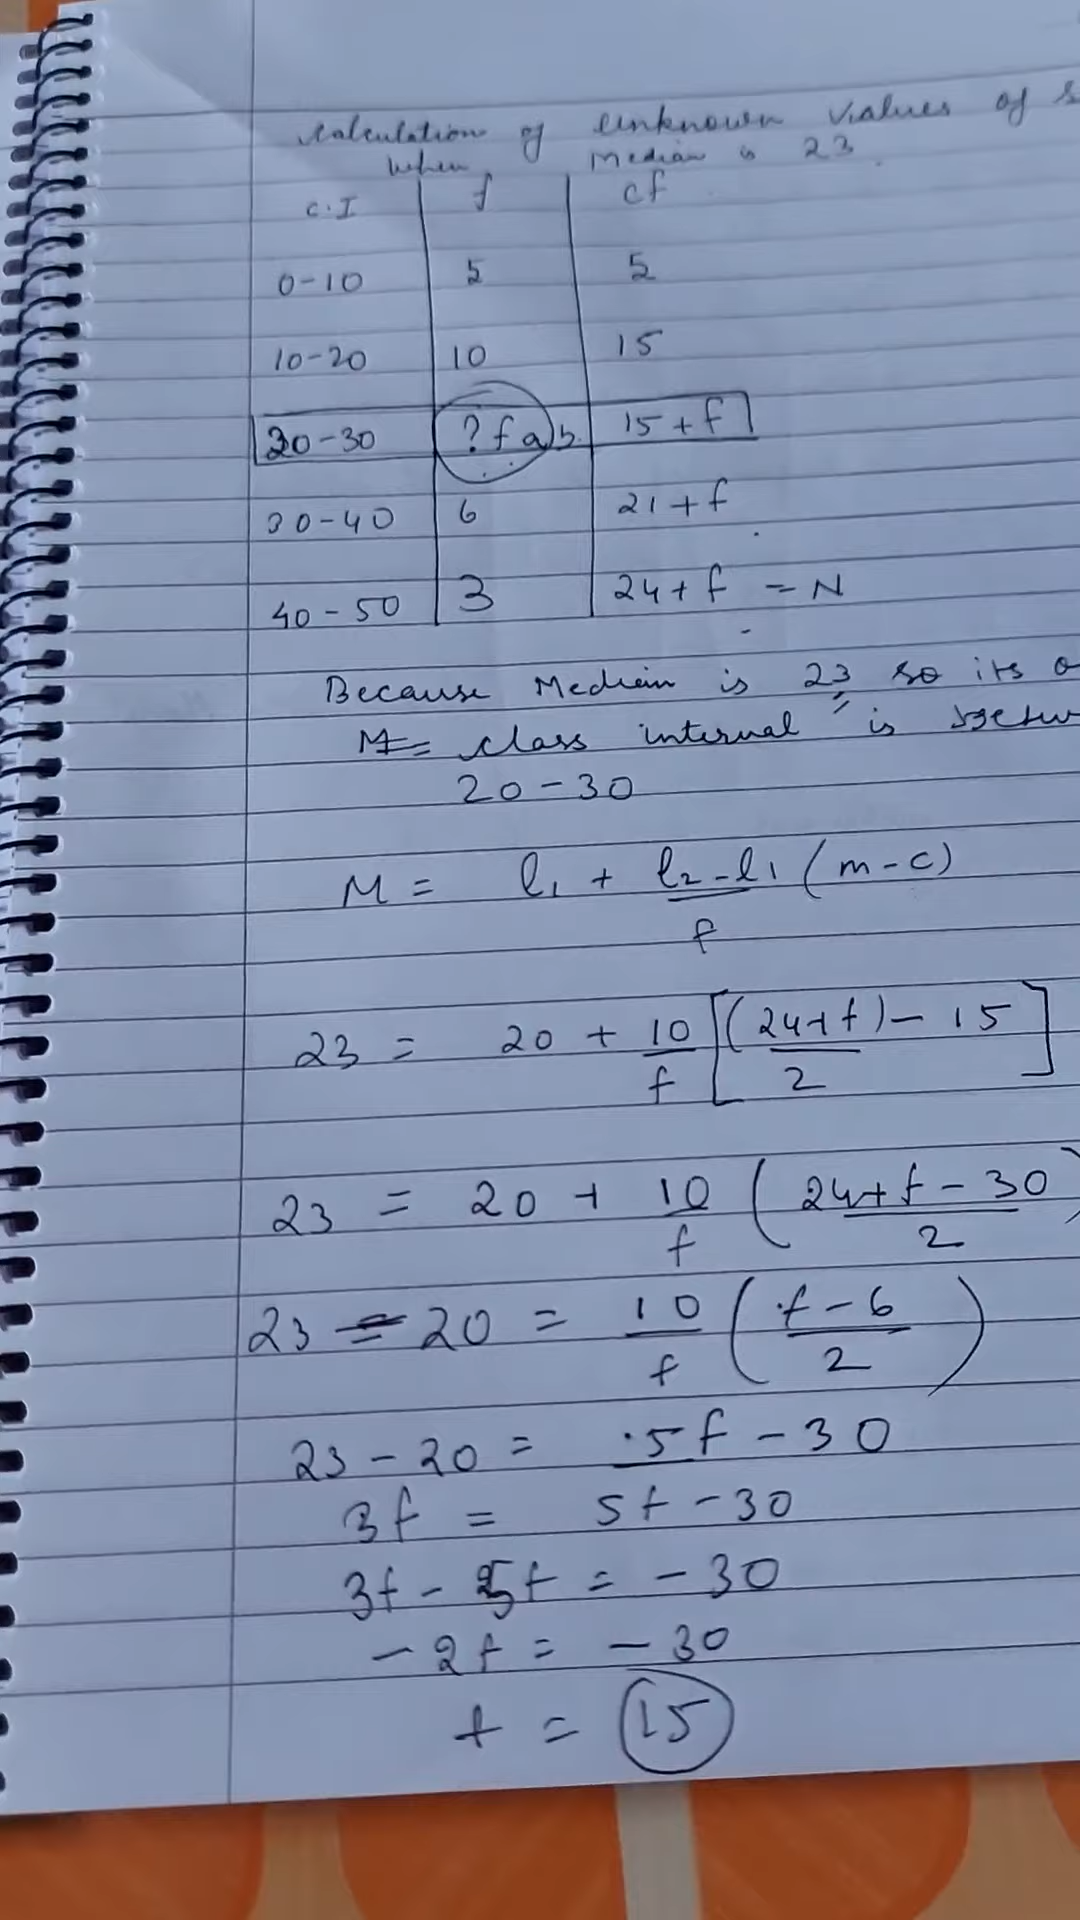 Calculation of Unknown Values of
when Median is 23
C.I f cf
0-10 5 5
10-20 10 15
20-30 ? f 15+f
30-40 6 21+f
40-50 3 24+f = N
Because Median is 23 so its
M = class interval is
20-30
M = l₁ + l₂-l₁/f (m-c)
23 = 20 + 10/f [(24+f)/2 - 15]
23 = 20 + 10/f (24+f-30/2)
23 - 20 = 10/f (f-6/2)
23-20 = 5f-30
3f = 5f-30
3f-5f = -30
-2f = -30
f = 15